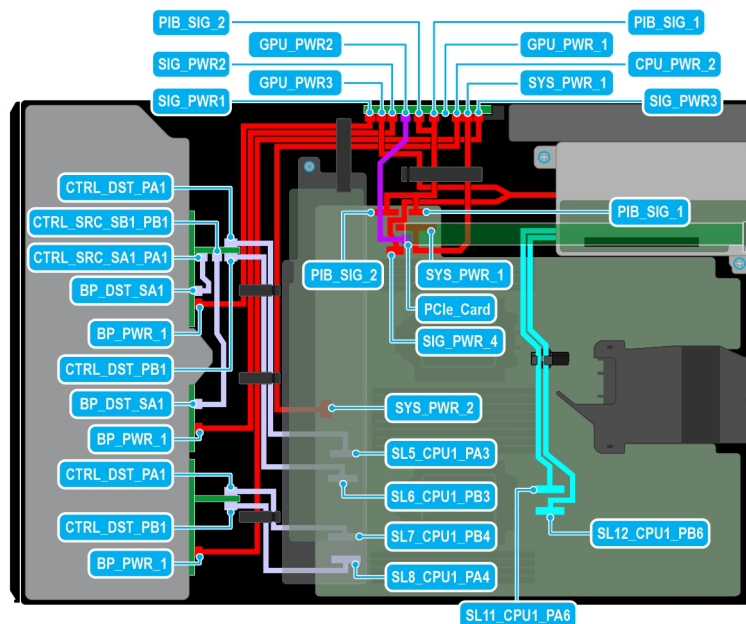 PIB_SIG_2
PIB_SIG_1
GPU_PWR2
GPU_PWR_1
SIG_PWR2
CPU_PWR_2
GPU_PWR3
SYS_PWR_1
SIG_PWR1
SIG_PWR3
CTRL_DST_PA1
CTRL_SRC_SB1_PB1
PIB_SIG_1
CTRL_SRC_SA1_PA1
PIB_SIG_2
SYS_PWR_1
BP_DST_SA1
PCIe_Card
BP_PWR_1
SIG_PWR_4
CTRL_DST_PB1
BP_DST_SA1
SYS_PWR_2
BP_PWR_1
SL5_CPU1_PA3
CTRL_DST_PA1
SL6_CPU1_PB3
CTRL_DST_PB1
SL7_CPU1_PB4
SL12_CPU1_PB6
BP_PWR_1
SL8_CPU1_PA4
SL11_CPU1_PA6